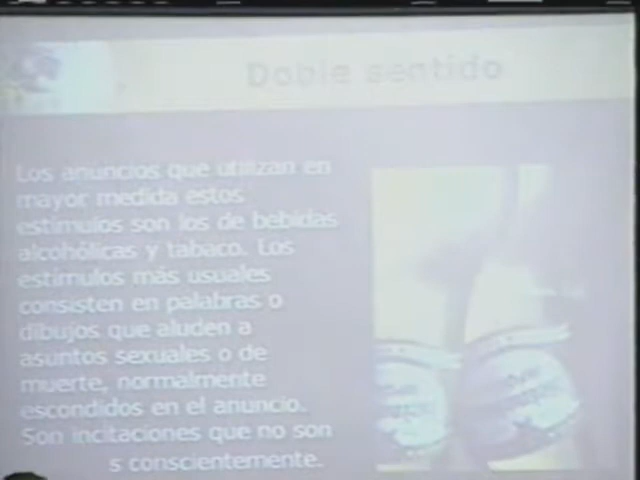 Doble sentido
Los anuncios que utilizan en
mayor medida estos
estímulos son los de bebidas
alcohólicas y tabaco. Los
estímulos más usuales
consisten en palabras o
dibujos que aluden a
asuntos sexuales o de
muerte, normalmente
escondidos en el anuncio.
Son incitaciones que no son
s conscientemente.